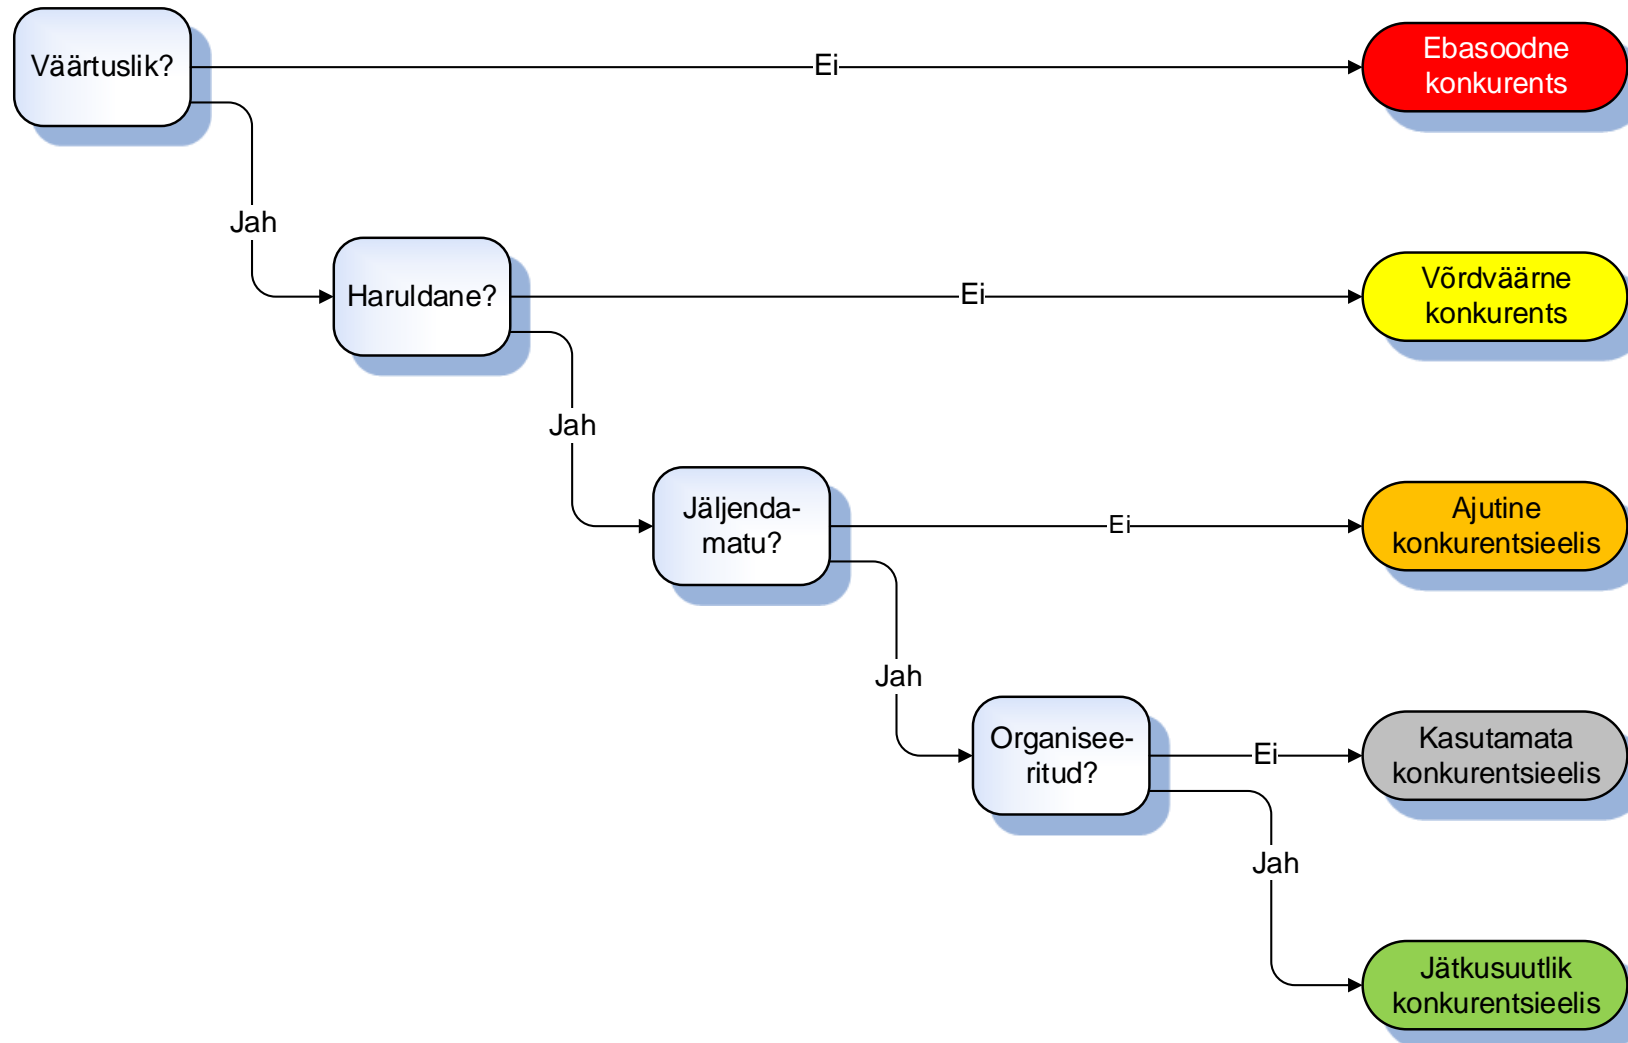 Väärtuslik?
Ei
Ebasoodne
konkurents
Jah
Haruldane?
Ei
Võrdväärne
konkurents
Jah
Jäljenda-
matu?
Ei
Ajutine
konkurentsieelis
Jah
Organisee-
ritud?
Ei
Kasutamata
konkurentsieelis
Jah
Jätkusuutlik
konkurentsieelis